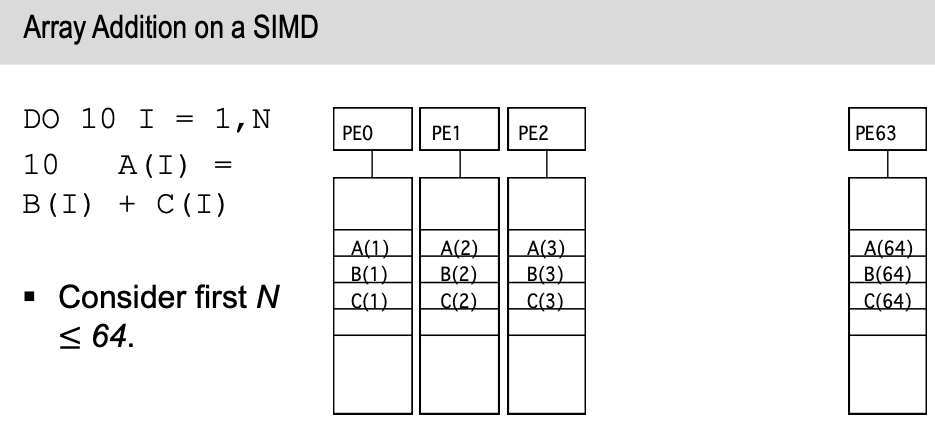 Array Addition on a SIMD
DO 10 I = 1,N
10 A(I) =
B(I) + C(I)
▪ Consider first N
≤ 64.
PE0 PE1 PE2 PE63
A(1) A(2) A(3) A(64)
B(1) B(2) B(3) B(64)
C(1) C(2) C(3) C(64)